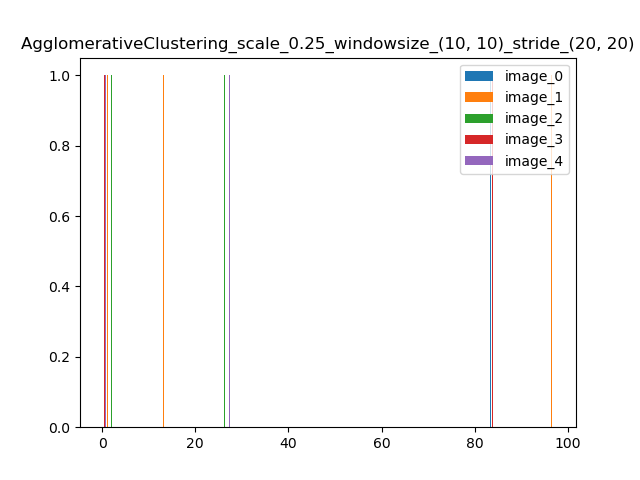 AgglomerativeClustering_scale_0.25_windowsize_(10, 10)_stride_(20, 20)
1.0
0.8
0.6
0.4
0.2
0.0
image_0
image_1
image_2
image_3
image_4
0 20 40 60 80 100